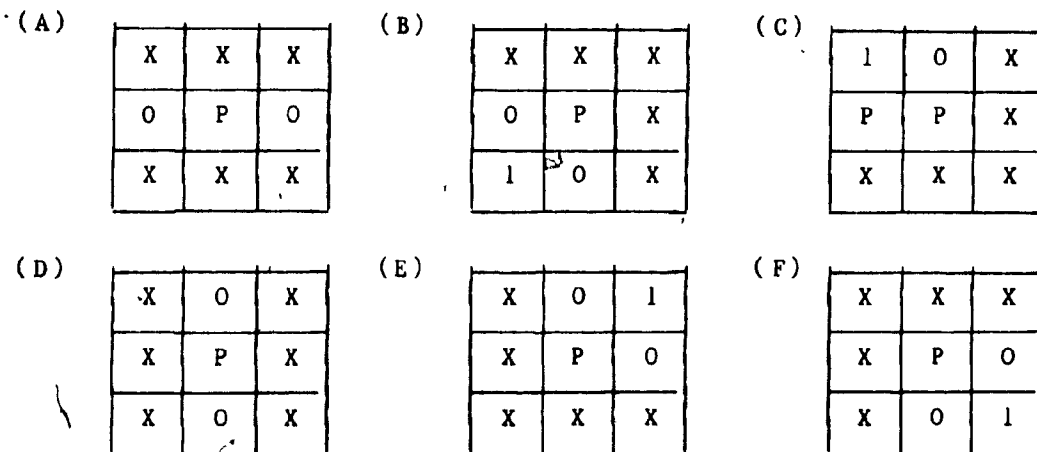 (A) (B) (C)
X X X X X X 1 O X
O P O O P X P P X
X X X 1 O X X X X
(D) (E) (F)
X O X X O 1 X X X
X P X X P O X P O
X O X X X X X O 1